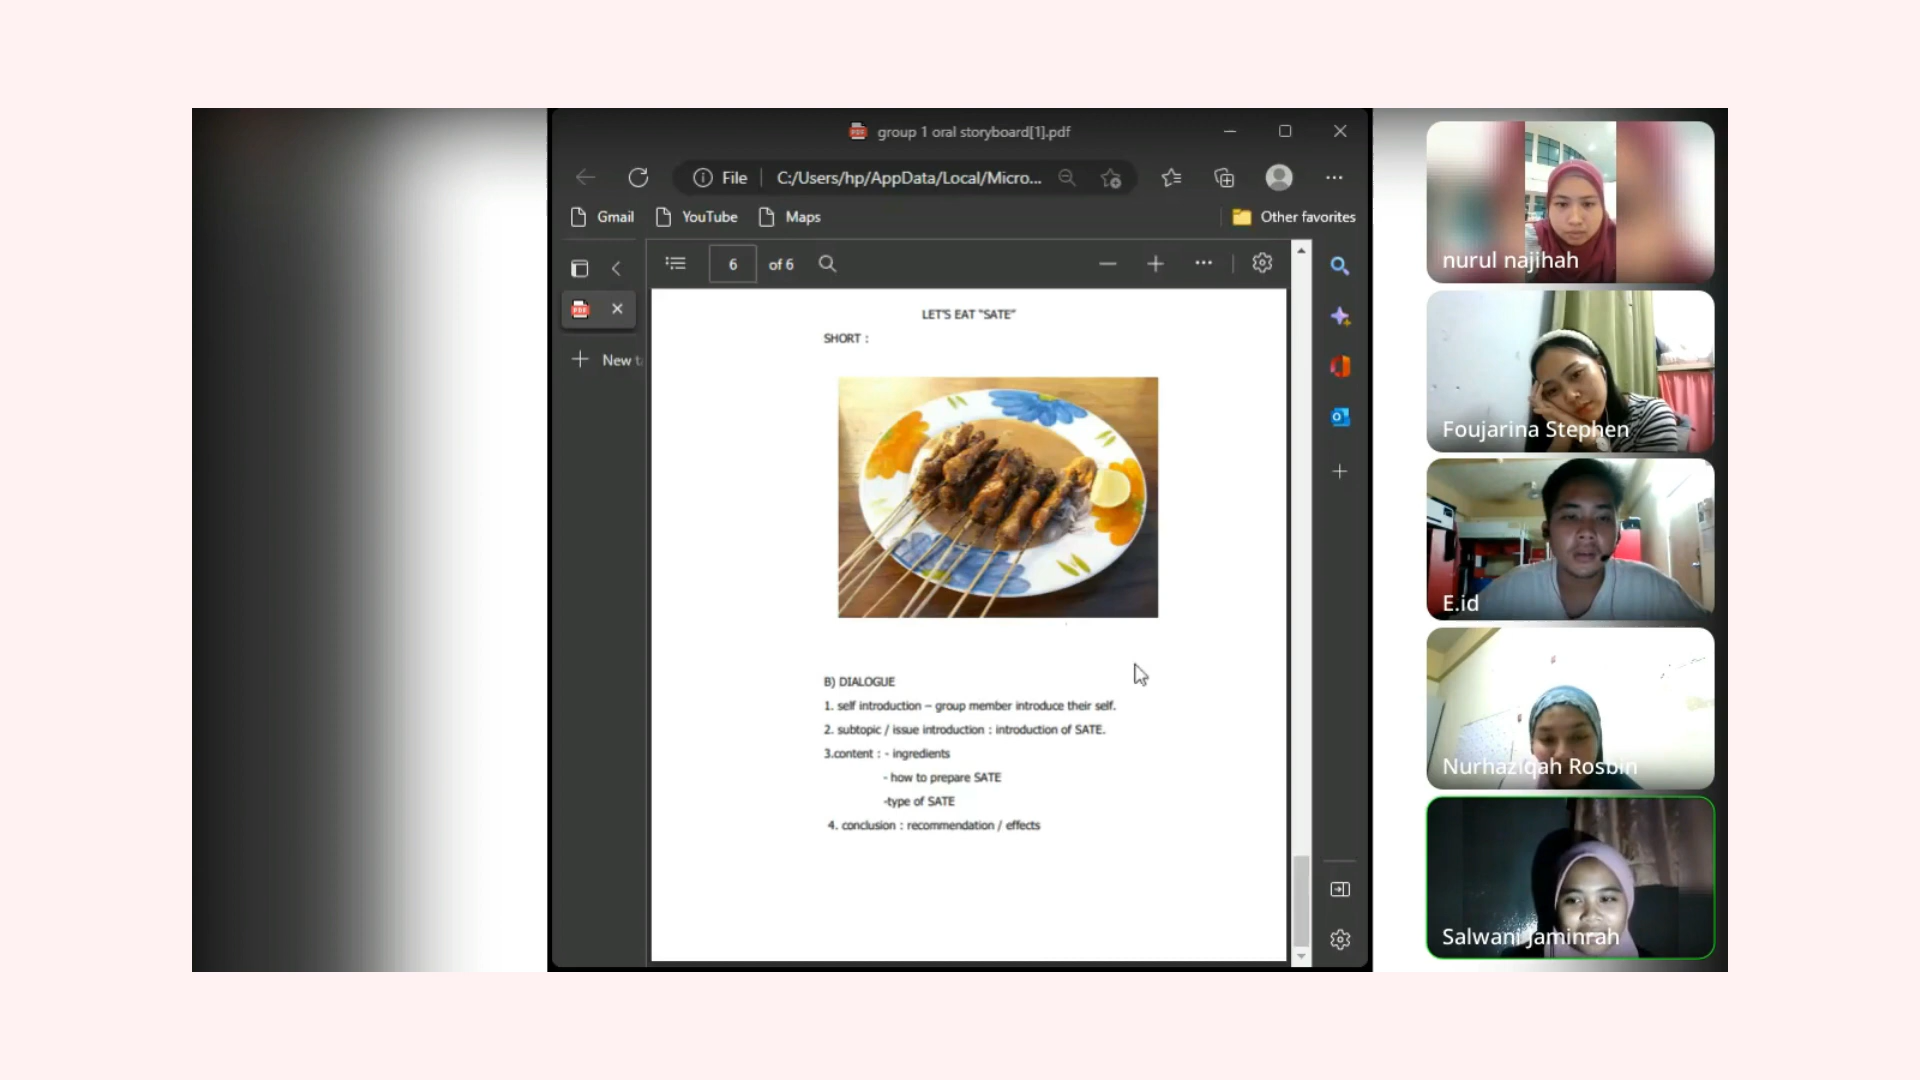 group 1 oral storyboard[1].pdf
File
C:/Users/hp/AppData/Local/Micro...
Gmail
YouTube
Maps
Other favorites
6 of 6
New
LET'S EAT "SATE"
SHORT :
B) DIALOGUE
1. self introduction – group member introduce their self.
2. subtopic / issue introduction : introduction of SATE.
3.content : - ingredients
- how to prepare SATE
-type of SATE
4. conclusion : recommendation / effects
nurul najihah
Foujarina Stephen
E.id
Nurhaziqah Rosbin
Salwani Jaminrah